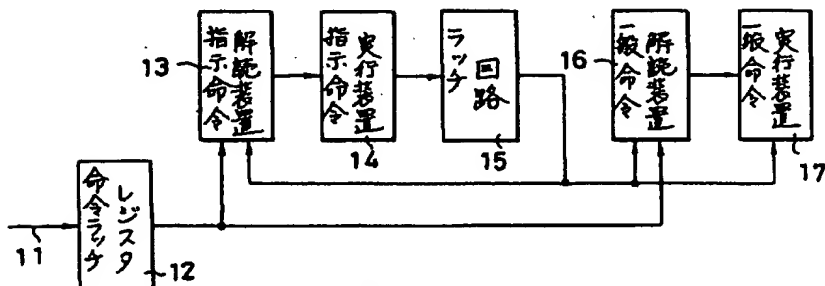 13
指示命令
解読装置
指示命令
実行装置
14
ラッチ
回路
15
16
一般命令
解読装置
一般命令
実行装置
17
11
命令ラッチ
レジスタ
12